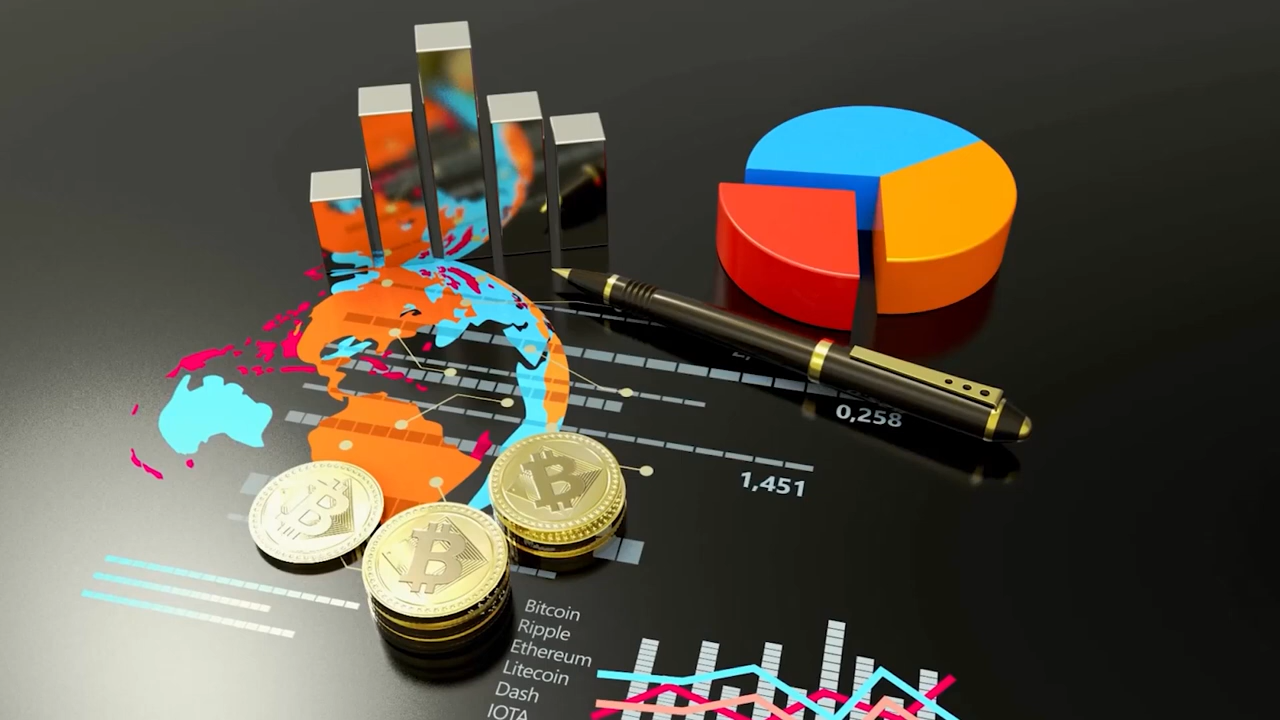 0,258
1,451
Bitcoin
Ripple
Ethereum
Litecoin
Dash
IOTA